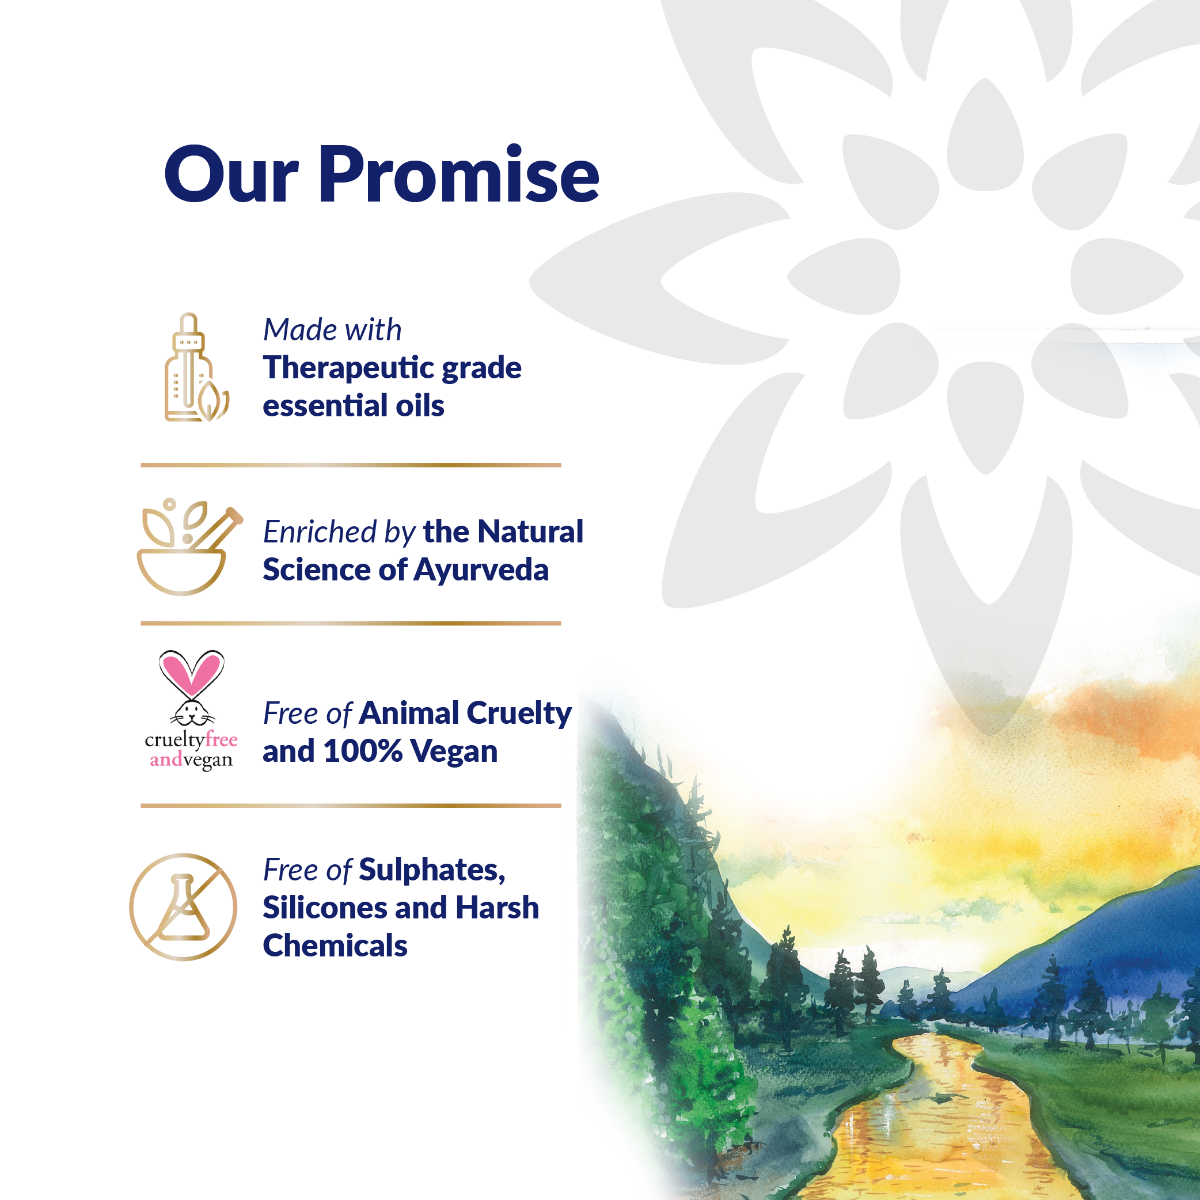 Our Promise
Made with
Therapeutic grade
essential oils
Enriched by the Natural
Science of Ayurveda
crueltyfree
andvegan
Free of Animal Cruelty
and 100% Vegan
Free of Sulphates,
Silicones and Harsh
Chemicals